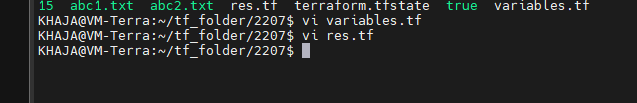 15 abc1.txt abc2.txt res.tf terraform.tfstate true variables.tf
KHAJA@VM-Terra:~/tf_folder/2207$ vi variables.tf
KHAJA@VM-Terra:~/tf_folder/2207$ vi res.tf
KHAJA@VM-Terra:~/tf_folder/2207$